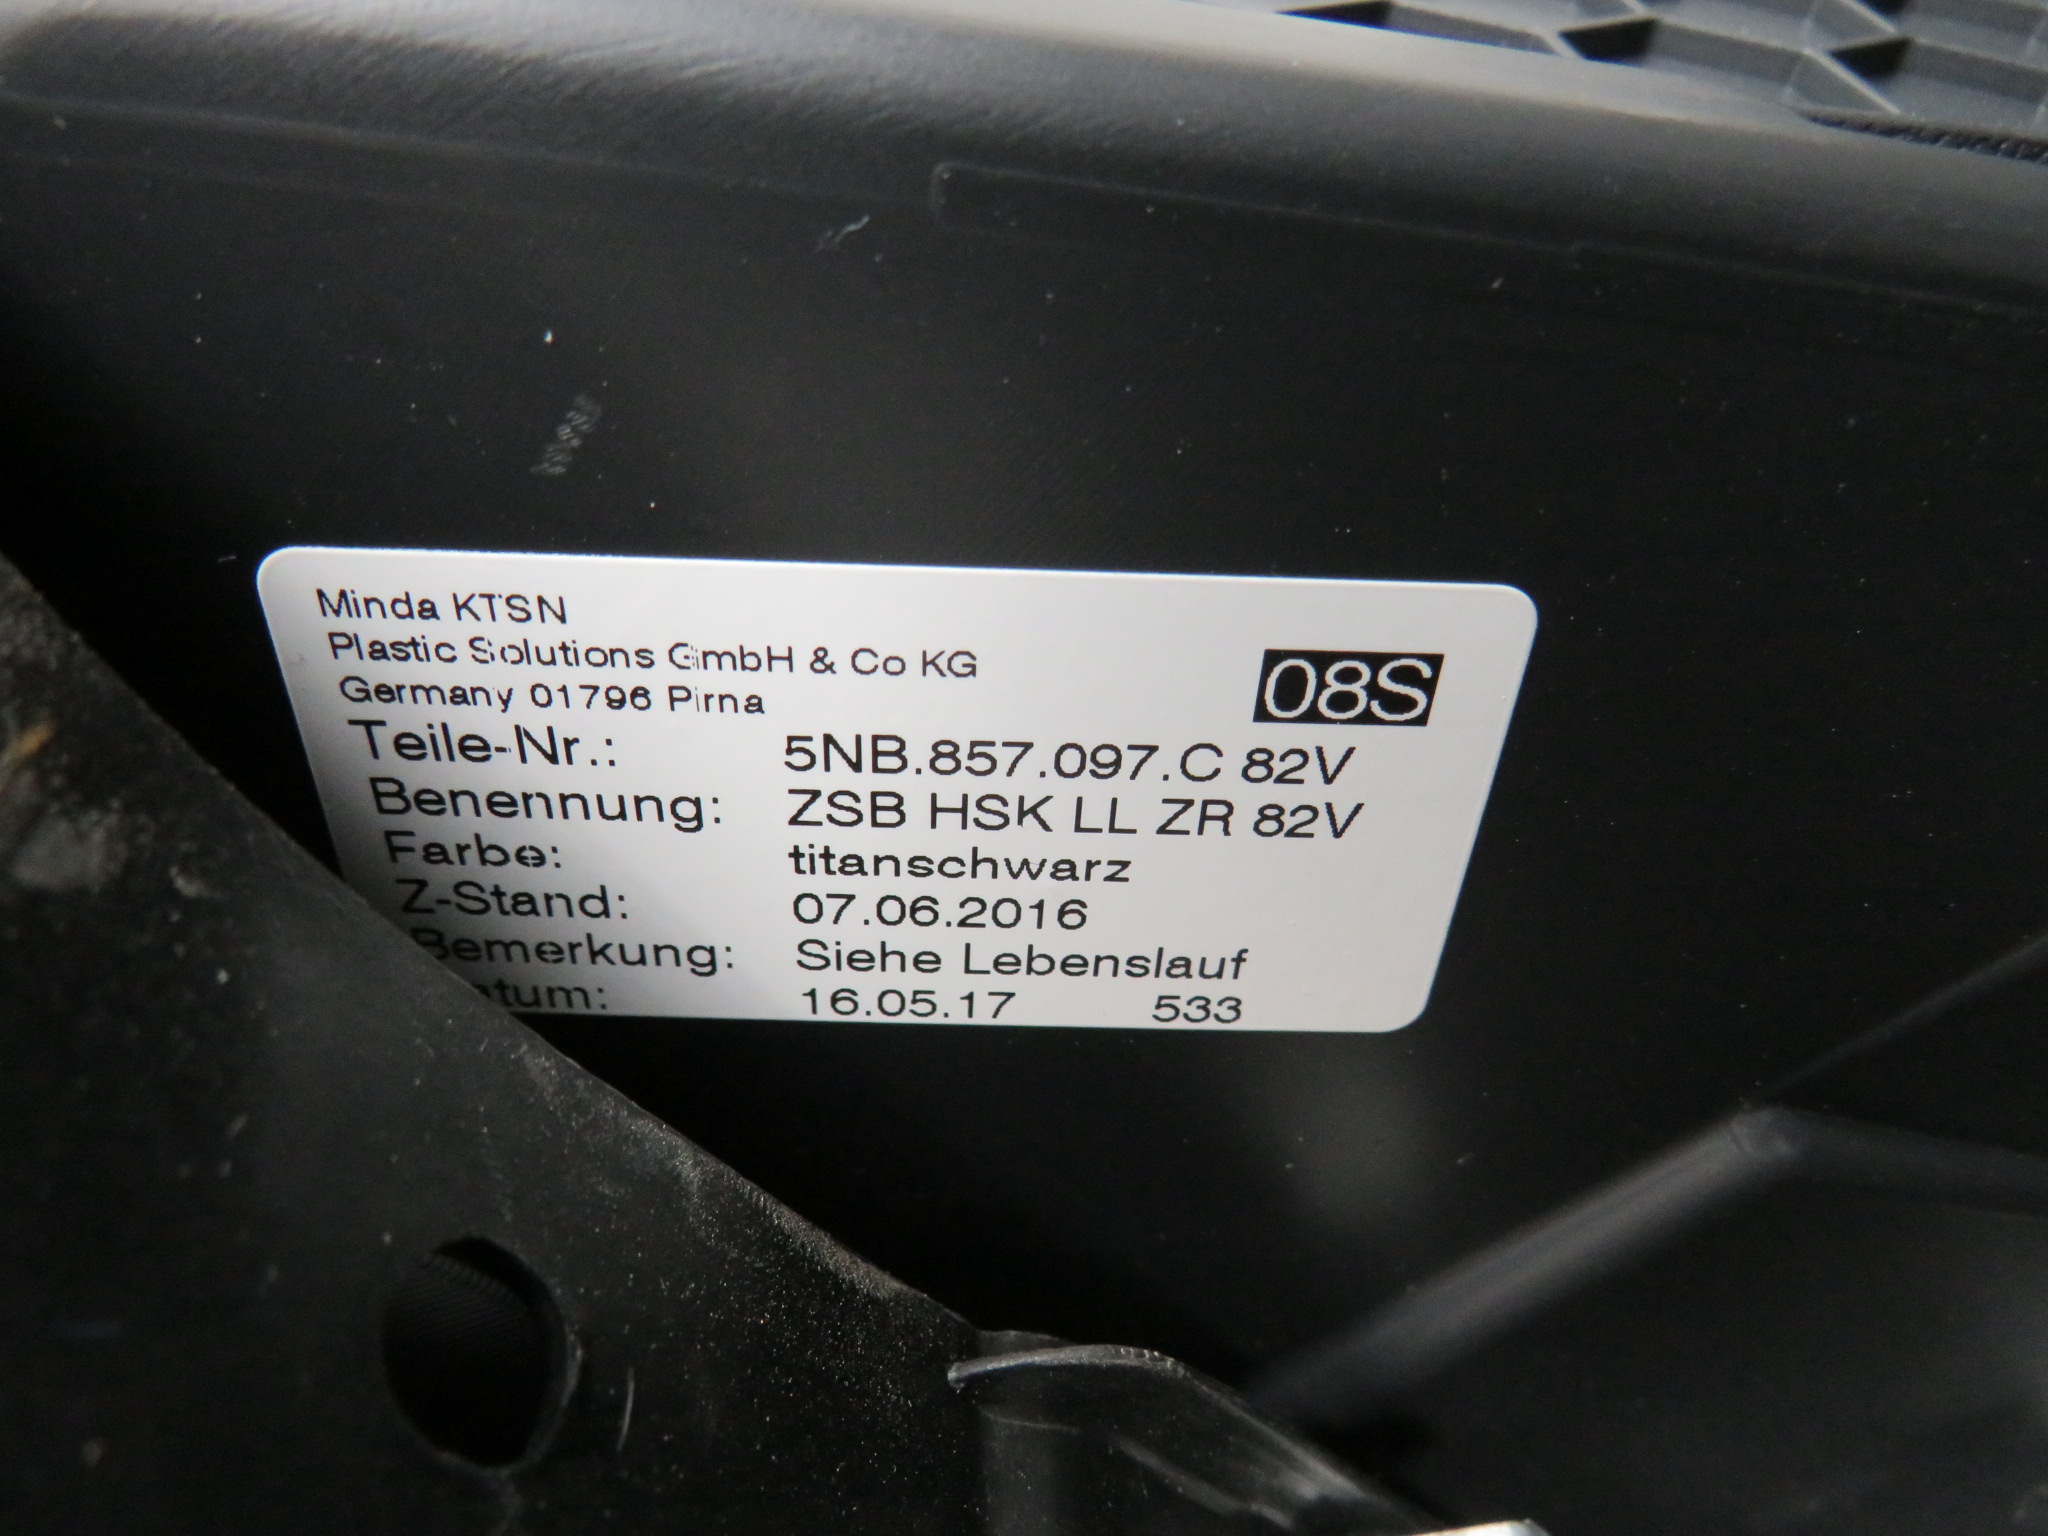 Minda KTSN
Plastic Solutions GmbH & Co KG
Germany 01796 Pirna
08S
Teile-Nr.: 5NB.857.097.C 82V
Benennung: ZSB HSK LL ZR 82V
Farbe: titanschwarz
Z-Stand: 07.06.2016
Bemerkung: Siehe Lebenslauf
16.05.17 533